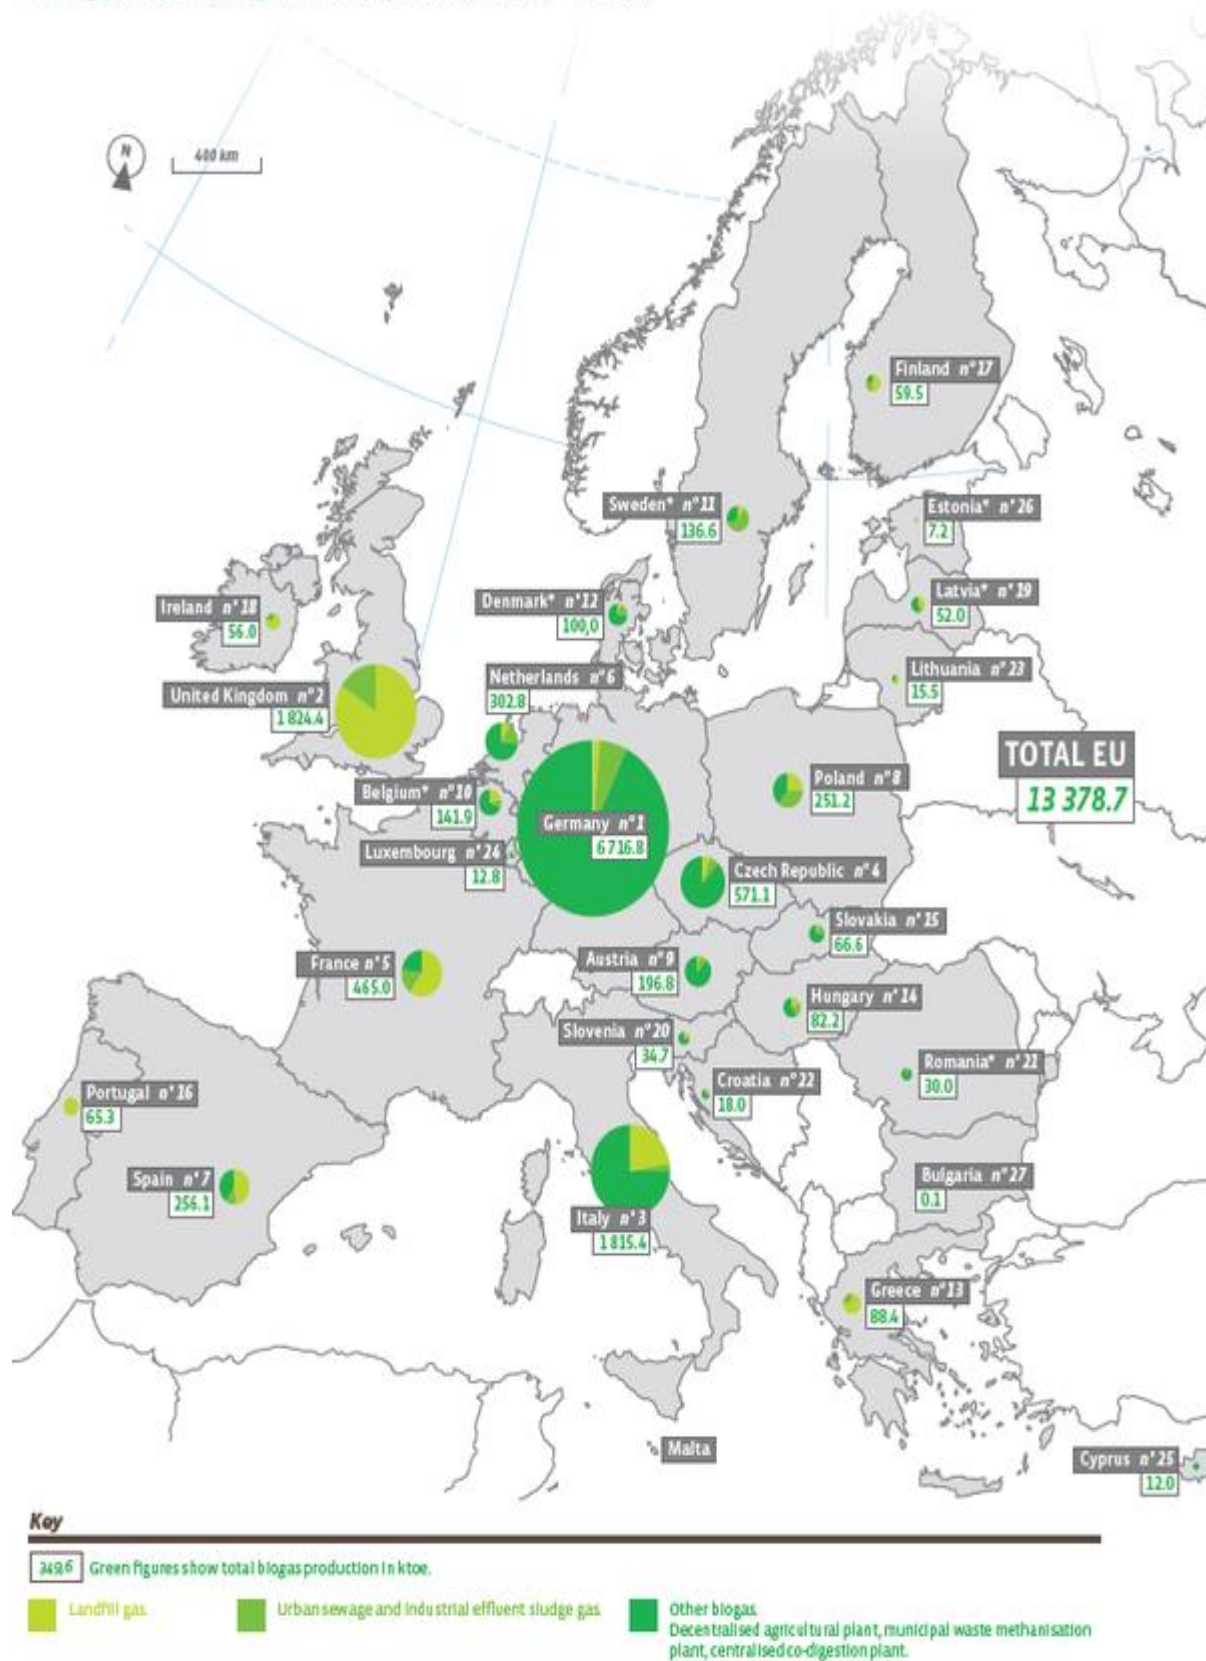 N
400 km
Finland n°17
59.5
Sweden* n°11
136.6
Estonia* n°26
7.2
Latvia* n°19
52.0
Ireland n°18
56.0
Denmark* n°12
100,0
Lithuania n°23
15.5
United Kingdom n°2
1 824.4
Netherlands n°6
302.8
TOTAL EU
13 378.7
Poland n°8
251.2
Belgium* n°10
141.9
Germany n°1
6 716.8
Luxembourg n°24
12.8
Czech Republic n°4
571.1
Slovakia n°15
66.6
France n°5
465.0
Austria n°9
196.8
Hungary n°14
82.2
Slovenia n°20
34.7
Romania* n°21
30.0
Croatia n°22
18.0
Portugal n°16
65.3
Spain n°7
256.1
Bulgaria n°27
0.1
Italy n°3
1 815.4
Greece n°13
88.4
Malta
Cyprus n°25
12.0
Key
349.6 Green figures show total biogas production in ktoe.
Landfill gas.
Urban sewage and industrial effluent sludge gas.
Other biogas.
Decentralised agricultural plant, municipal waste methanisation
plant, centralised co-digestion plant.